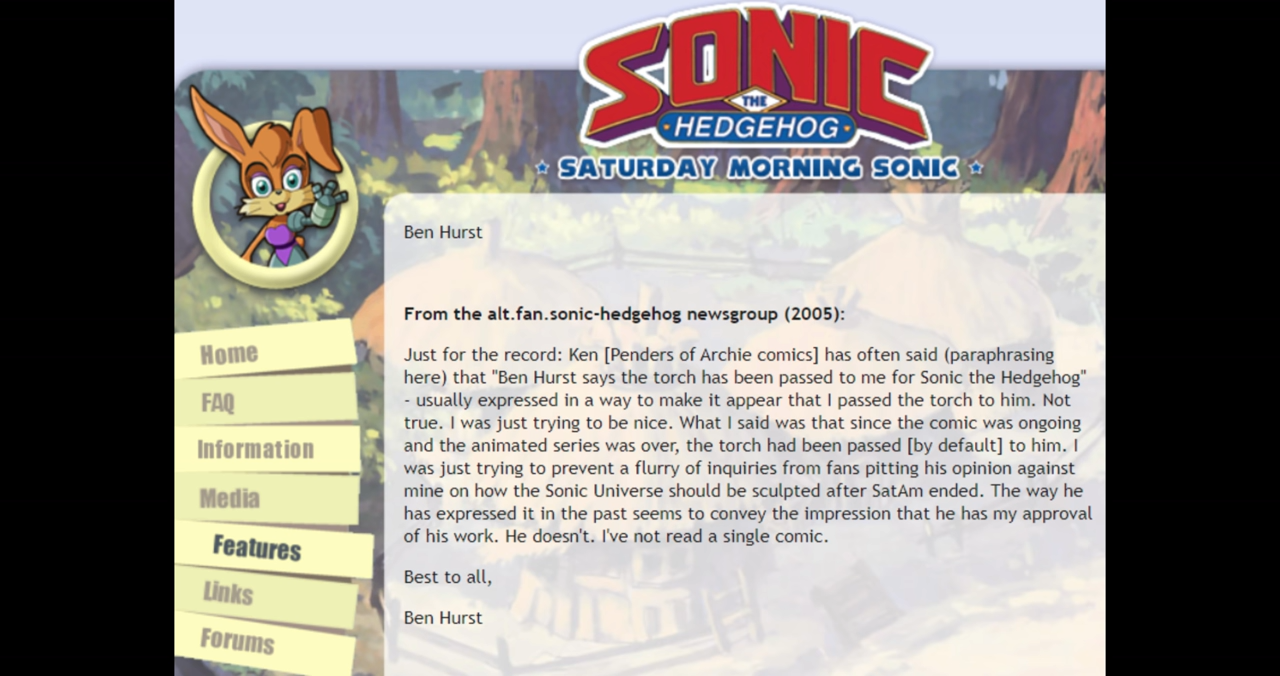 SONIC
THE
HEDGEHOG
SATURDAY MORNING SONIC
Ben Hurst
From the alt.fan.sonic-hedgehog newsgroup (2005):
Just for the record: Ken [Penders of Archie comics] has often said (paraphrasing
here) that "Ben Hurst says the torch has been passed to me for Sonic the Hedgehog"
- usually expressed in a way to make it appear that I passed the torch to him. Not
true. I was just trying to be nice. What I said was that since the comic was ongoing
and the animated series was over, the torch had been passed [by default] to him. I
was just trying to prevent a flurry of inquiries from fans pitting his opinion against
mine on how the Sonic Universe should be sculpted after SatAm ended. The way he
has expressed it in the past seems to convey the impression that he has my approval
of his work. He doesn't. I've not read a single comic.
Best to all,
Ben Hurst
Home
FAQ
Information
Media
Features
Links
Forums